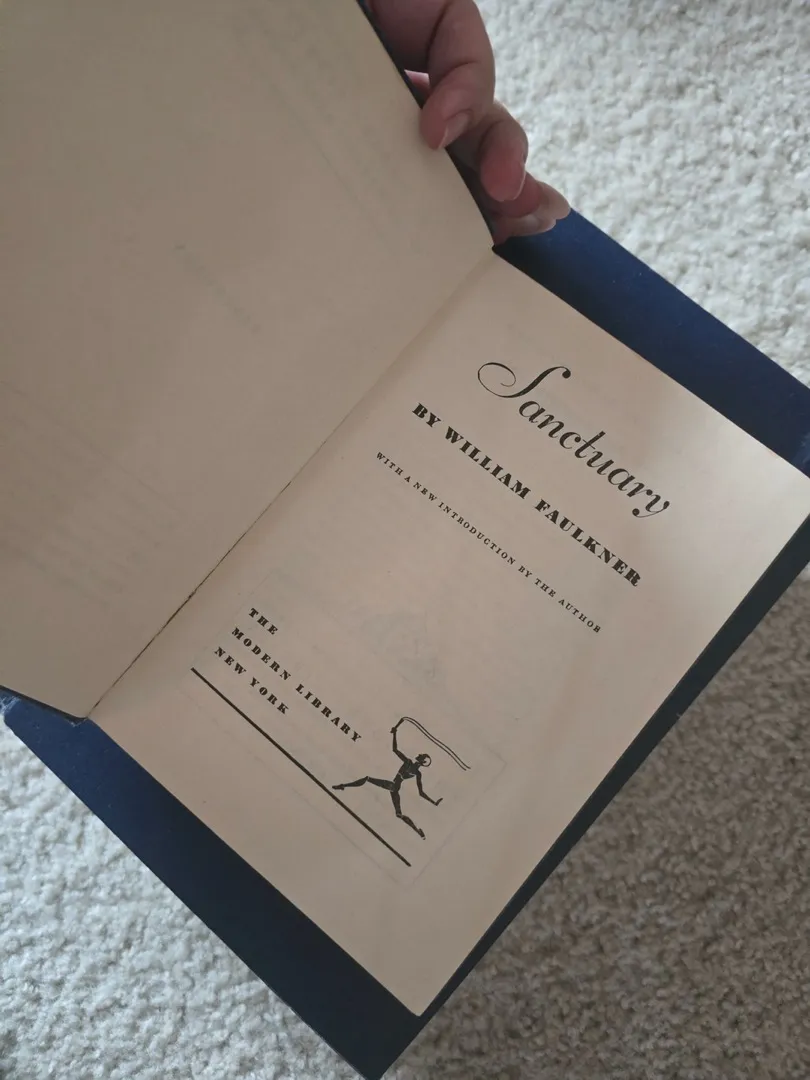 Sanctuary
BY WILLIAM FAULKNER
WITH A NEW INTRODUCTION BY THE AUTHOR
THE
MODERN LIBRARY
NEW YORK